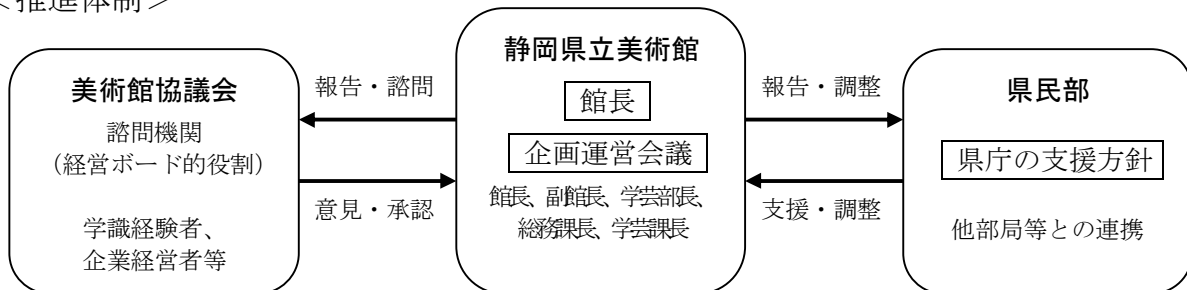 ＜推進体制＞
美術館協議会
諮問機関
（経営ボード的役割）
学識経験者、
企業経営者等
報告・諮問
意見・承認
静岡県立美術館
館長
企画運営会議
館長、副館長、学芸部長、
総務課長、学芸課長
報告・調整
支援・調整
県民部
県庁の支援方針
他部局等との連携